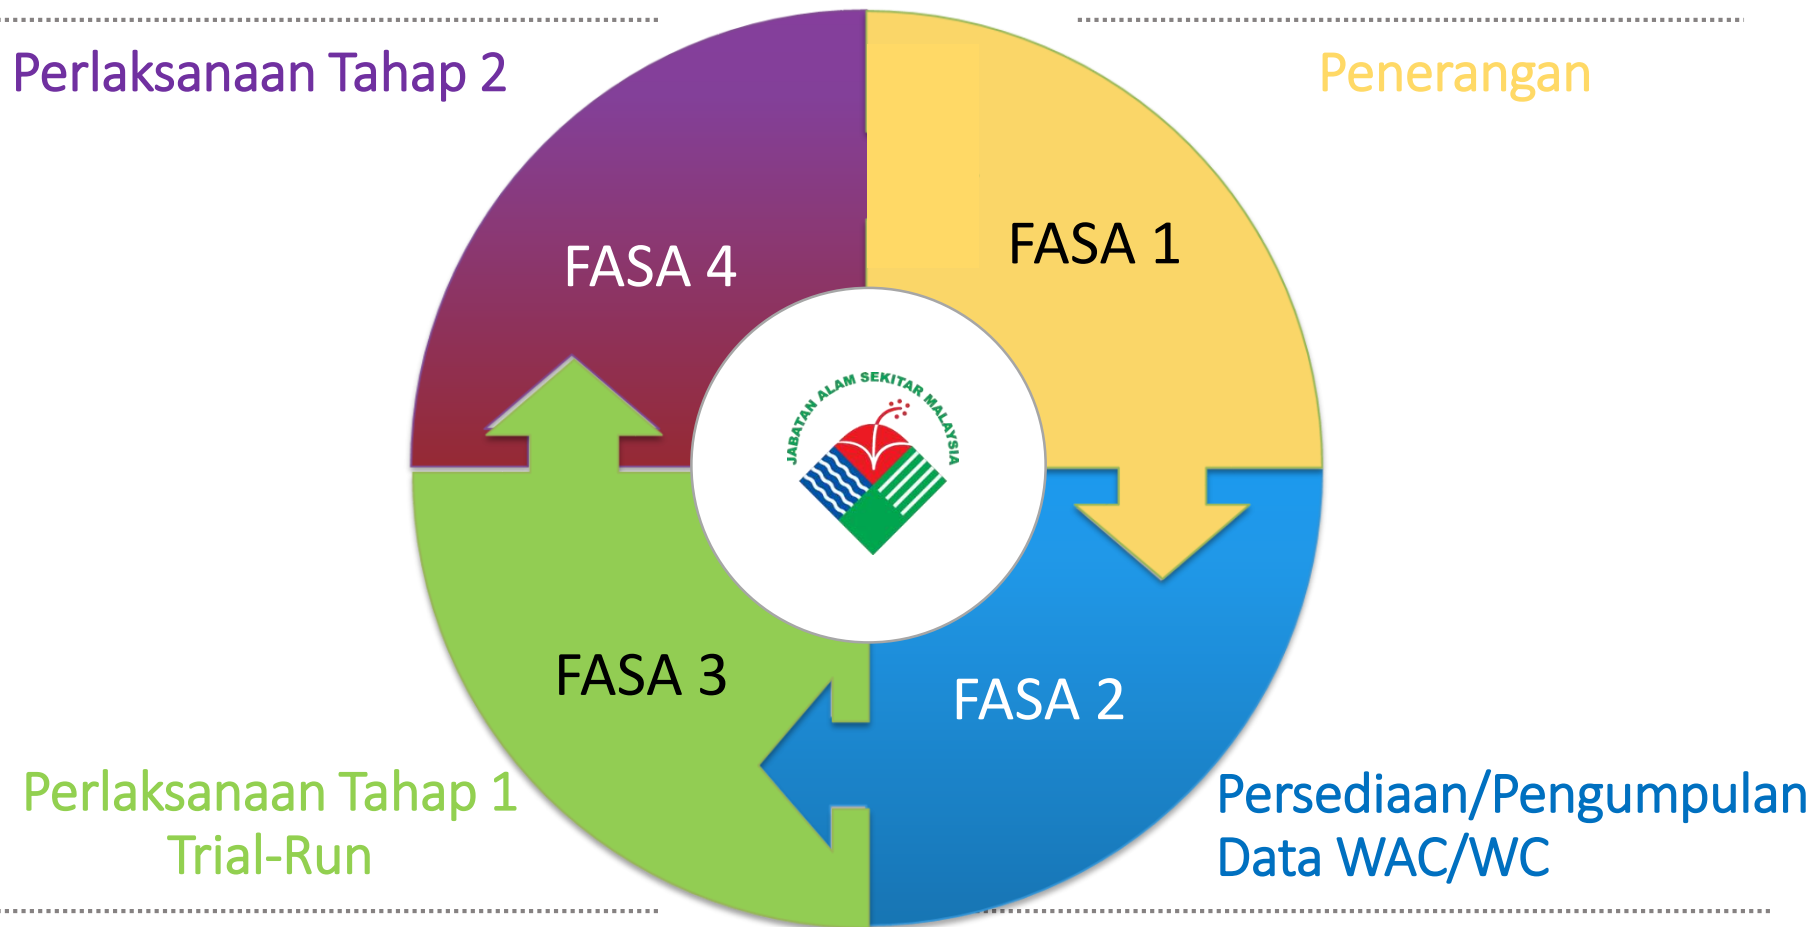 Perlaksanaan Tahap 2
Penerangan
FASA 4
FASA 1
JABATAN ALAM SEKITAR MALAYSIA
FASA 3
FASA 2
Perlaksanaan Tahap 1
Trial-Run
Persediaan/Pengumpulan
Data WAC/WC